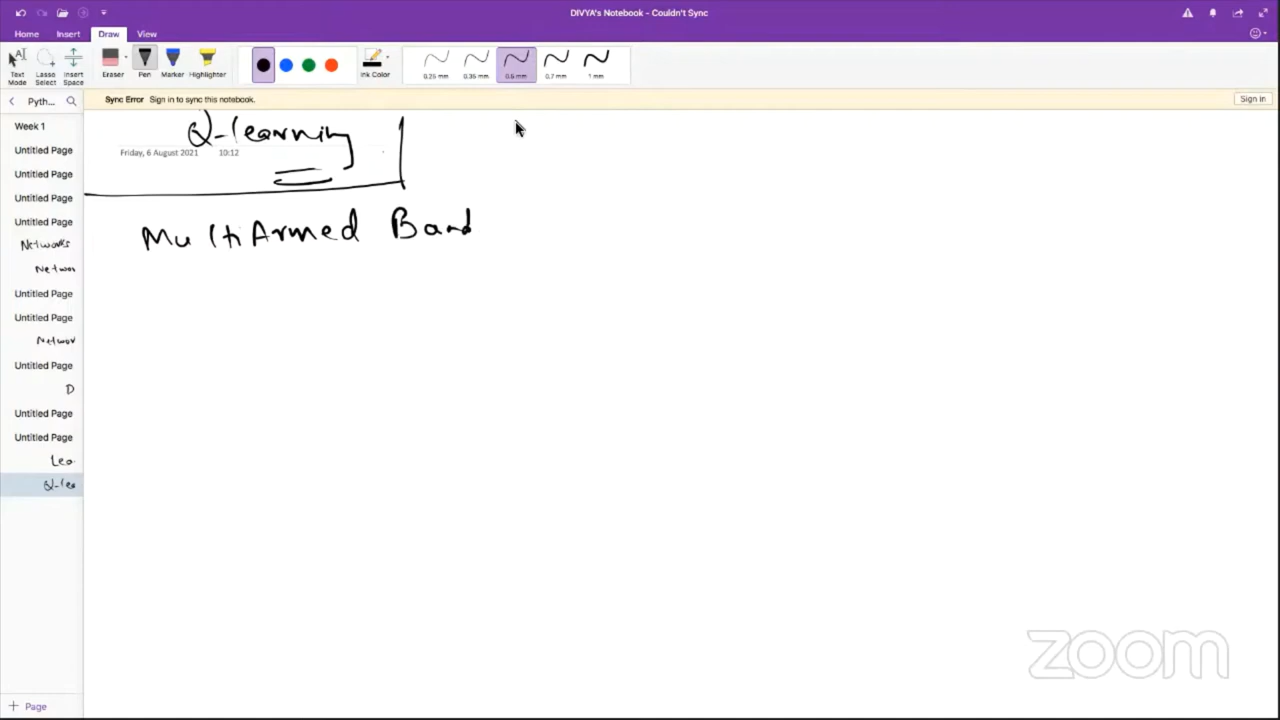 DIVYA's Notebook - Couldn't Sync
Home Insert Draw View
Text Mode
Lasso Select
Insert Space
Eraser
Pen
Marker
Highlighter
Ink Color
0.25 mm
0.35 mm
0.5 mm
0.7 mm
1 mm
Pyth...
Sync Error Sign in to sync this notebook.
Sign in
Week 1
Untitled Page
Untitled Page
Untitled Page
Untitled Page
Networks
Networ
Untitled Page
Untitled Page
Networ
Untitled Page
D
Untitled Page
Untitled Page
Lea
Q-lea
+ Page
Q-learning
Friday, 6 August 2021 10:12
MultiArmed Band
zoom